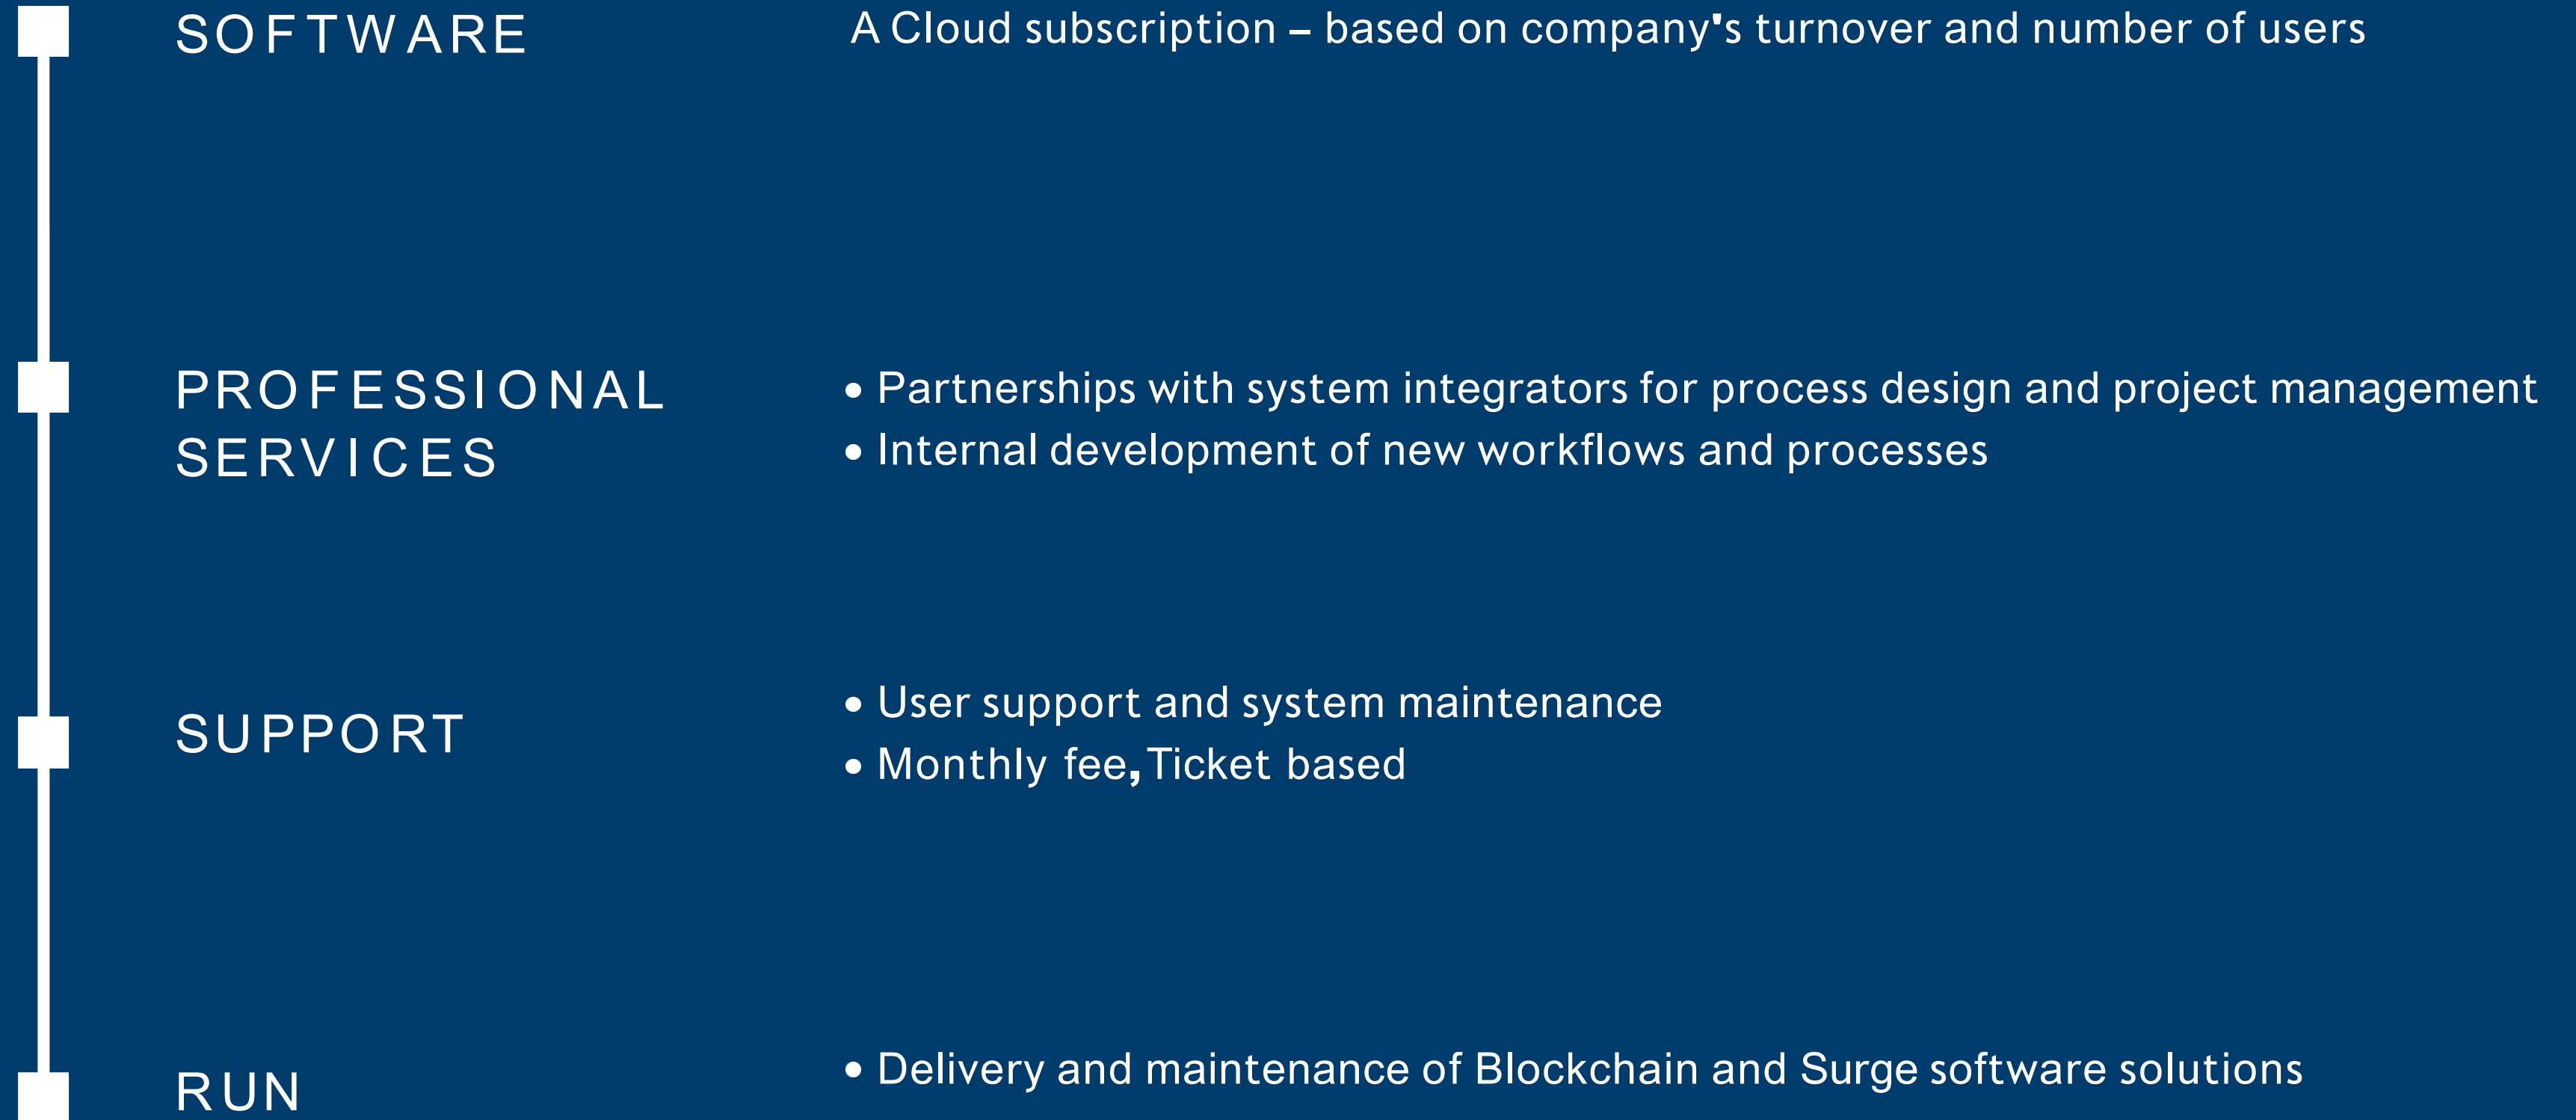 SOFTWARE
A Cloud subscription – based on company's turnover and number of users
PROFESSIONAL
SERVICES
• Partnerships with system integrators for process design and project management
• Internal development of new workflows and processes
SUPPORT
• User support and system maintenance
• Monthly fee, Ticket based
RUN
• Delivery and maintenance of Blockchain and Surge software solutions